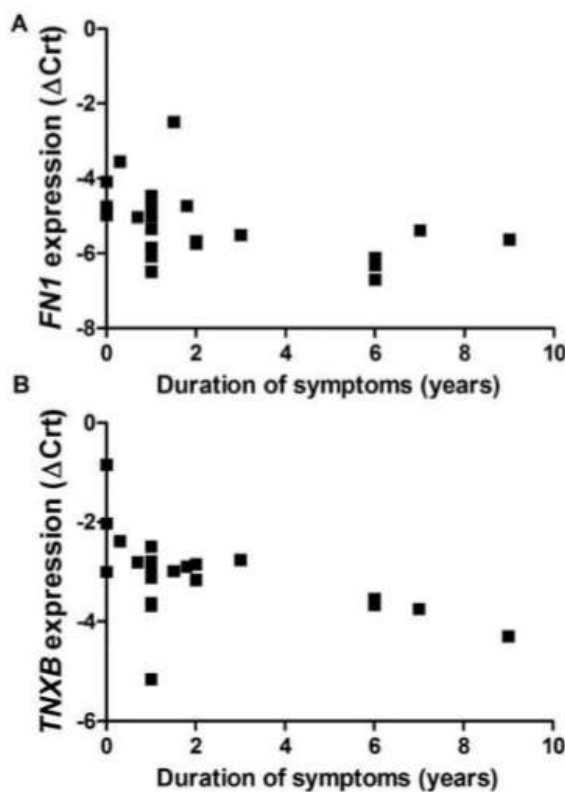 A
FN1 expression (ΔCrt)
0
-2
-4
-6
-8
0 2 4 6 8 10
Duration of symptoms (years)
B
TNXB expression (ΔCrt)
0
-2
-4
-6
0 2 4 6 8 10
Duration of symptoms (years)